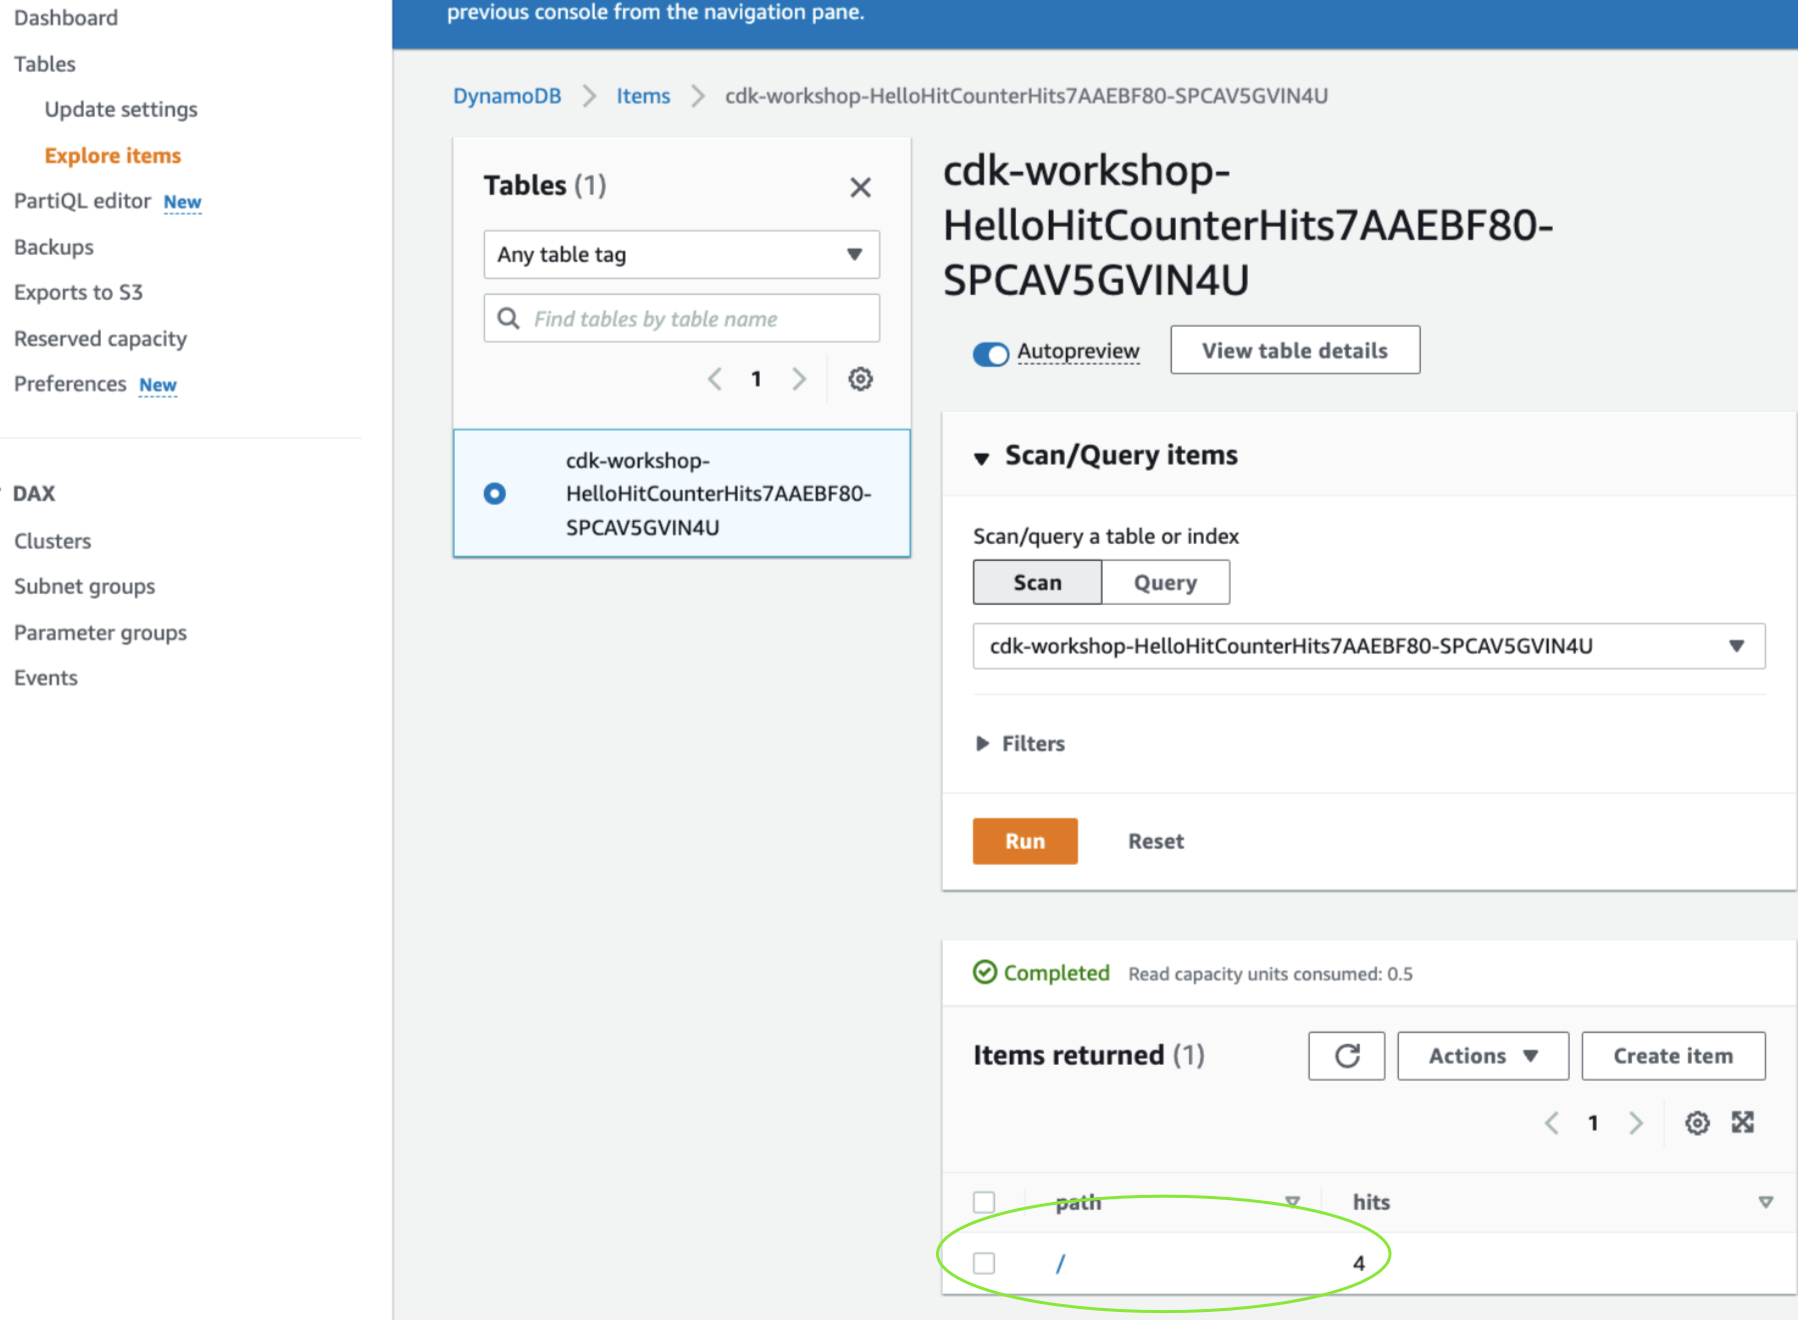 Dashboard
Tables
Update settings
Explore items
PartiQL editor New
Backups
Exports to S3
Reserved capacity
Preferences New
DAX
Clusters
Subnet groups
Parameter groups
Events
previous console from the navigation pane.
DynamoDB Items cdk-workshop-HelloHitCounterHits7AAEBF80-SPCAV5GVIN4U
Tables (1)
Any table tag
Find tables by table name
1
cdk-workshop-
HelloHitCounterHits7AAEBF80-
SPCAV5GVIN4U
cdk-workshop-
HelloHitCounterHits7AAEBF80-
SPCAV5GVIN4U
Autopreview View table details
Scan/Query items
Scan/query a table or index
Scan Query
cdk-workshop-HelloHitCounterHits7AAEBF80-SPCAV5GVIN4U
Filters
Run Reset
Completed Read capacity units consumed: 0.5
Items returned (1) Actions Create item
1
path hits
/ 4